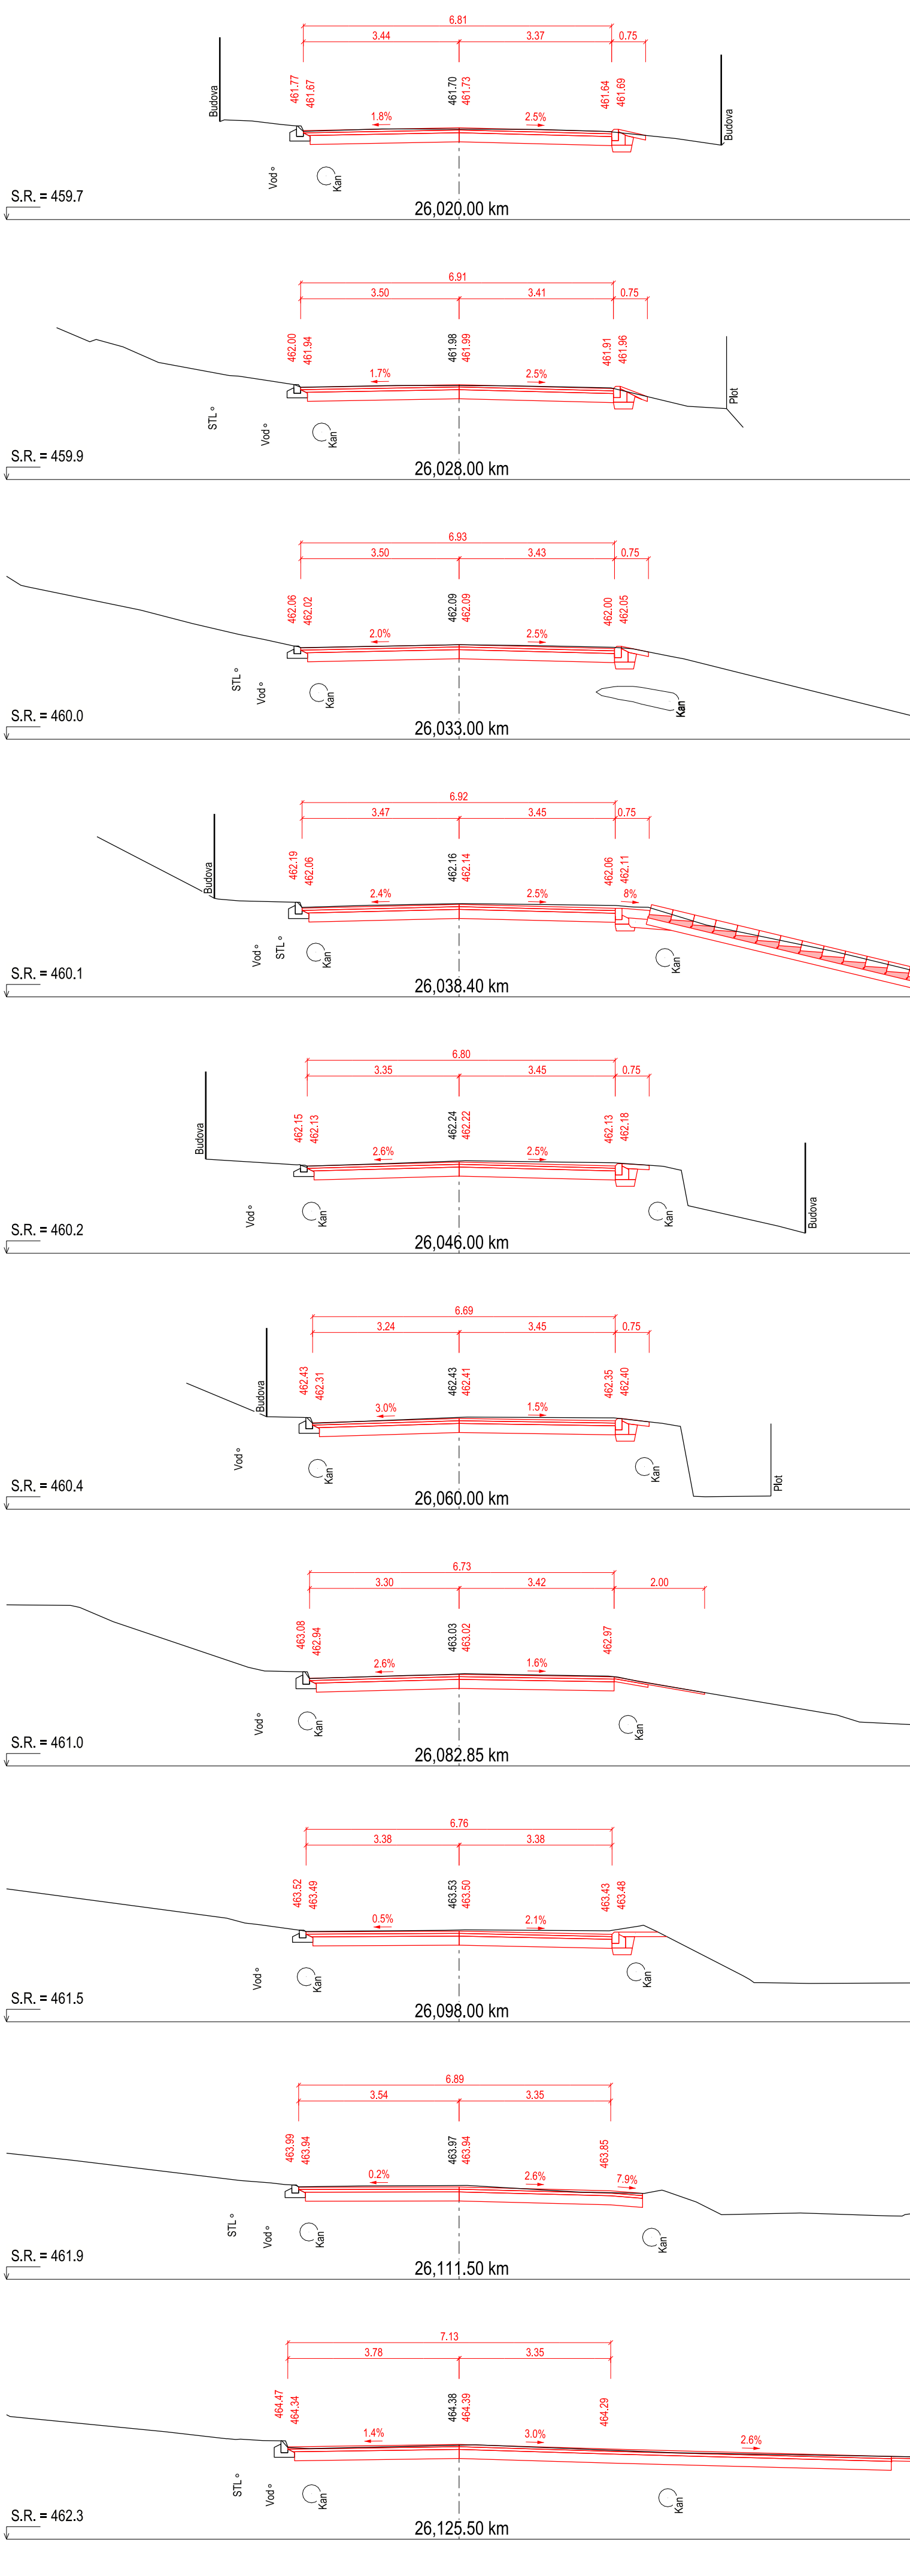 6.81
3.44 3.37 0.75
Budova 461.77 461.67 461.70 461.73 461.64 461.69 Budova
1.8% 2.5%
Vod Kan
S.R. = 459.7
26,020.00 km
6.91
3.50 3.41 0.75
462.00 461.94 461.98 461.99 461.91 461.96
1.7% 2.5%
Plot
STL Vod Kan
S.R. = 459.9
26,028.00 km
6.93
3.50 3.43 0.75
462.06 462.02 462.09 462.09 462.00 462.05
2.0% 2.5%
STL Vod Kan Kan
S.R. = 460.0
26,033.00 km
6.92
3.47 3.45 0.75
Budova 462.19 462.06 462.16 462.14 462.06 462.11
2.4% 2.5% 8%
Vod STL Kan Kan
S.R. = 460.1
26,038.40 km
6.80
3.35 3.45 0.75
Budova 462.15 462.13 462.24 462.22 462.13 462.18
2.6% 2.5%
Vod Kan Kan Budova
S.R. = 460.2
26,046.00 km
6.69
3.24 3.45 0.75
Budova 462.43 462.31 462.43 462.41 462.35 462.40
3.0% 1.5%
Vod Kan Kan Plot
S.R. = 460.4
26,060.00 km
6.73
3.30 3.42 2.00
463.08 462.94 463.03 463.02 462.97
2.6% 1.6%
Vod Kan Kan
S.R. = 461.0
26,082.85 km
6.76
3.38 3.38
463.52 463.49 463.53 463.50 463.43 463.48
0.5% 2.1%
Vod Kan Kan
S.R. = 461.5
26,098.00 km
6.89
3.54 3.35
463.99 463.94 463.97 463.94 463.85
0.2% 2.6% 7.9%
STL Vod Kan Kan
S.R. = 461.9
26,111.50 km
7.13
3.78 3.35
464.47 464.34 464.38 464.39 464.29
1.4% 3.0% 2.6%
STL Vod Kan Kan
S.R. = 462.3
26,125.50 km